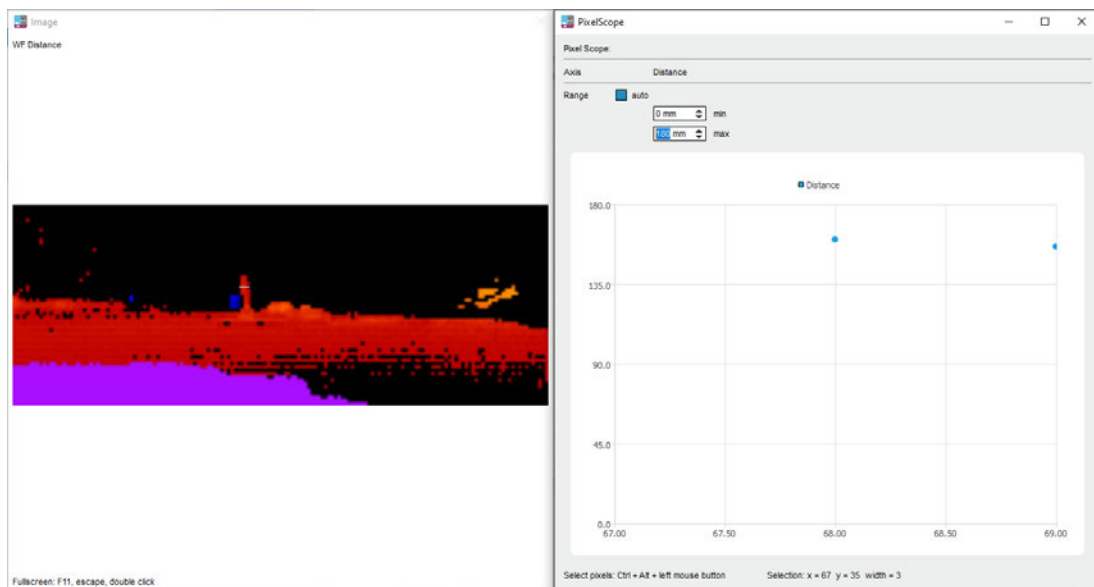 Image
WF Distance
Fullscreen: F11, escape, double click
PixelScope
Pixel Scope:
Axis Distance
Range auto
0 mm min
180 mm max
Distance
180.0
135.0
90.0
45.0
0.0
67.00 67.50 68.00 68.50 69.00
Select pixels: Ctrl + Alt + left mouse button Selection: x = 67 y = 35 width = 3